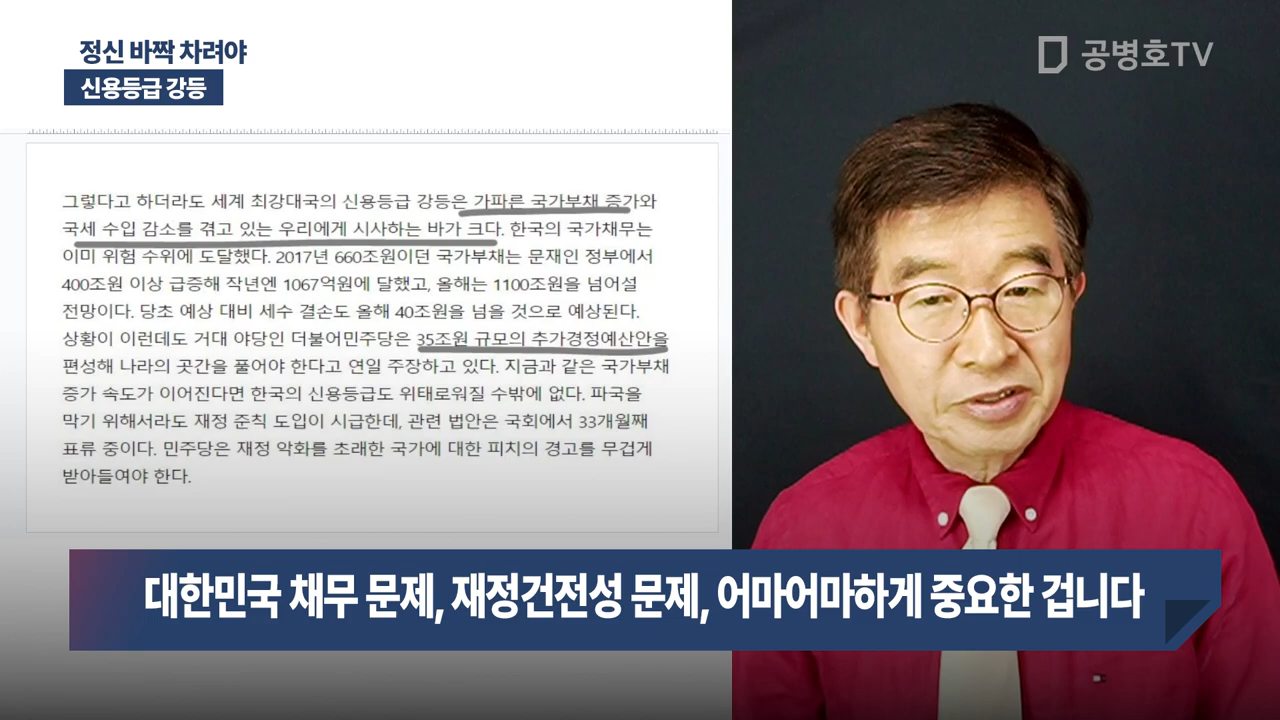 정신 바짝 차려야
신용등급 강등
공병호TV
그렇다고 하더라도 세계 최강대국의 신용등급 강등은 가파른 국가부채 증가와
국세 수입 감소를 겪고 있는 우리에게 시사하는 바가 크다. 한국의 국가채무는
이미 위험 수위에 도달했다. 2017년 660조원이던 국가부채는 문재인 정부에서
400조원 이상 급증해 작년엔 1067억원에 달했고, 올해는 1100조원을 넘어설
전망이다. 당초 예상 대비 세수 결손도 올해 40조원을 넘을 것으로 예상된다.
상황이 이런데도 거대 야당인 더불어민주당은 35조원 규모의 추가경정예산안을
편성해 나라의 곳간을 풀어야 한다고 연일 주장하고 있다. 지금과 같은 국가부채
증가 속도가 이어진다면 한국의 신용등급도 위태로워질 수밖에 없다. 파국을
막기 위해서라도 재정 준칙 도입이 시급한데, 관련 법안은 국회에서 33개월째
표류 중이다. 민주당은 재정 악화를 초래한 국가에 대한 피치의 경고를 무겁게
받아들여야 한다.
대한민국 채무 문제, 재정건전성 문제, 어마어마하게 중요한 겁니다